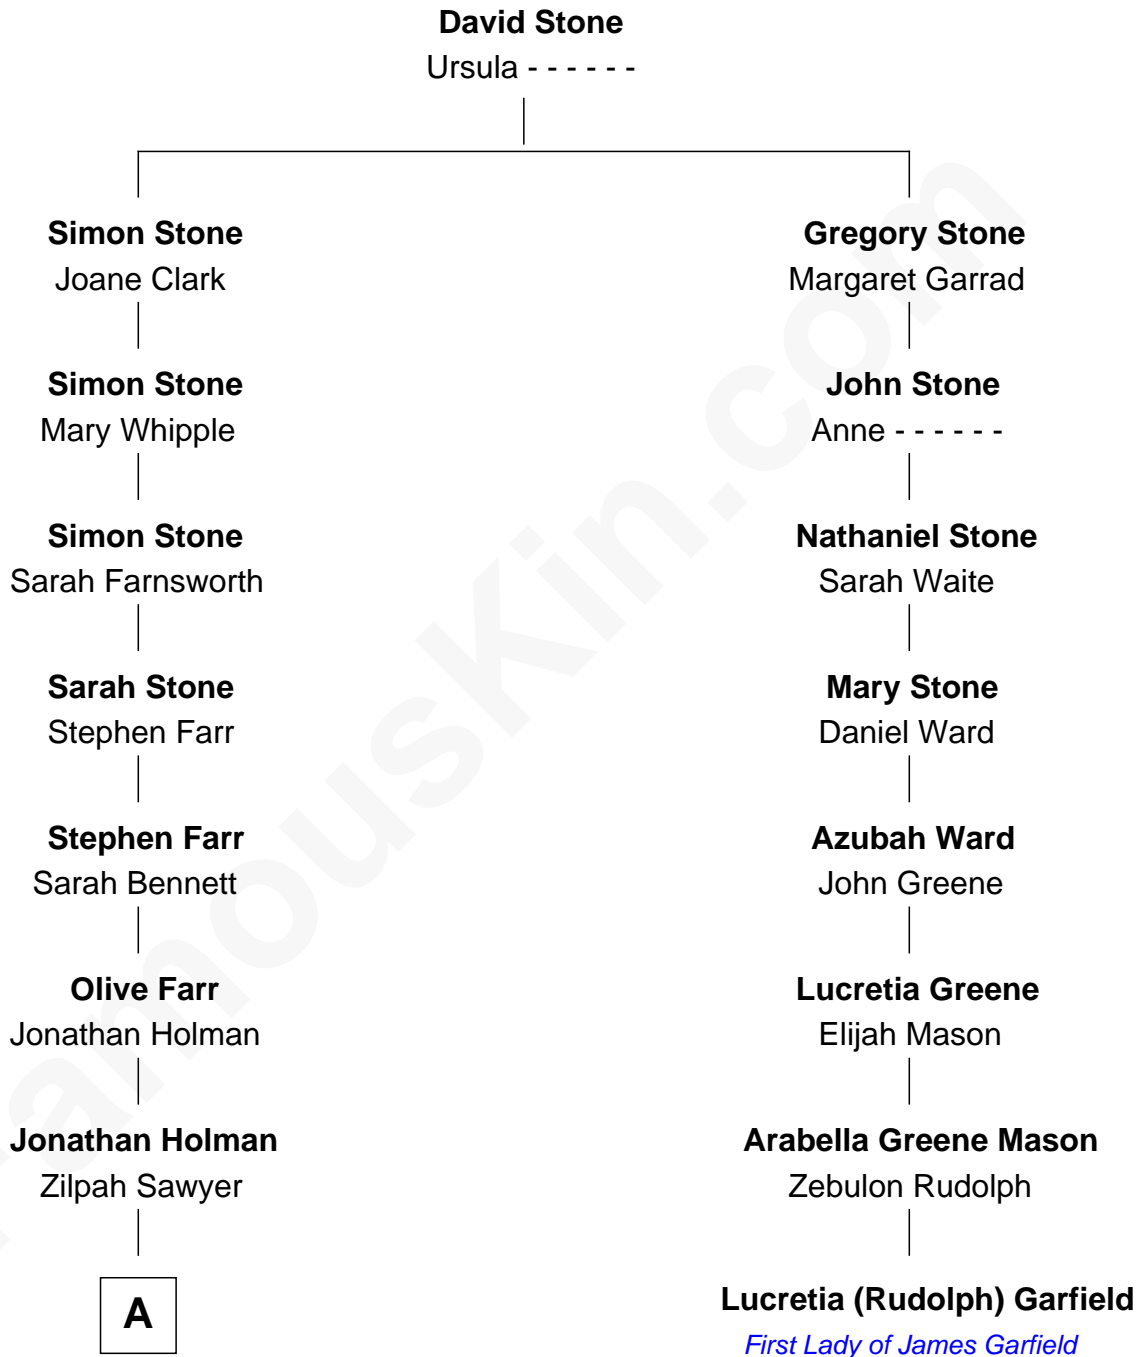 David Stone
Ursula - - - - - -
Simon Stone
Joane Clark
Gregory Stone
Margaret Garrad
Simon Stone
Mary Whipple
John Stone
Anne - - - - - -
Simon Stone
Sarah Farnsworth
Nathaniel Stone
Sarah Waite
Sarah Stone
Stephen Farr
Mary Stone
Daniel Ward
Stephen Farr
Sarah Bennett
Azubah Ward
John Greene
Olive Farr
Jonathan Holman
Lucretia Greene
Elijah Mason
Jonathan Holman
Zilpah Sawyer
Arabella Greene Mason
Zebulon Rudolph
A
Lucretia (Rudolph) Garfield
First Lady of James Garfield
FamousKin.com